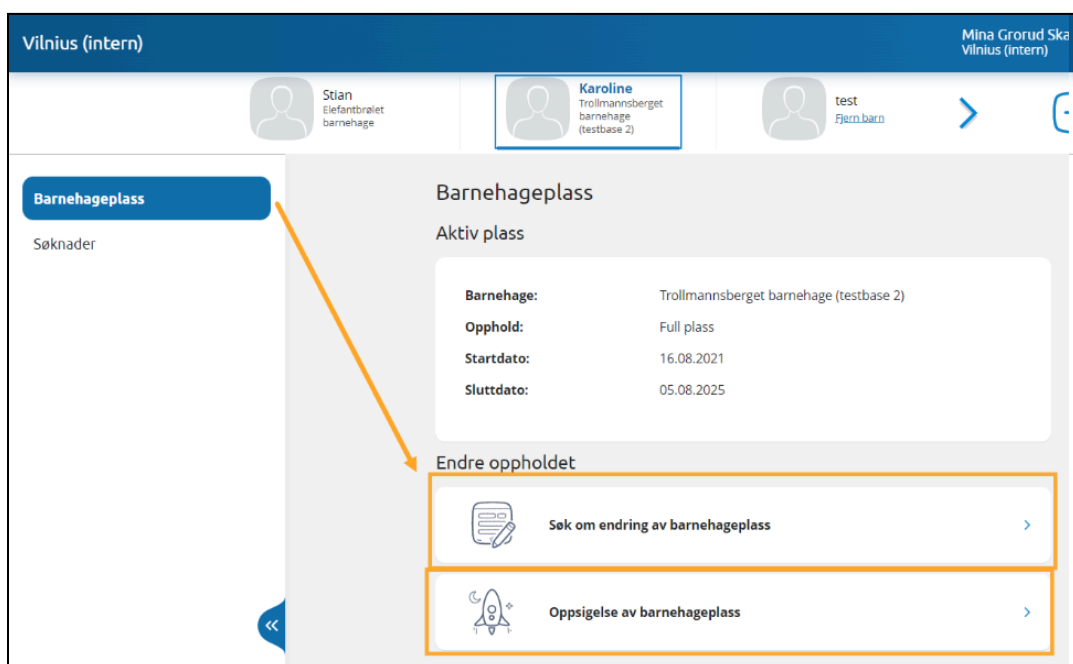 Vilnius (intern)
Mina Grorud Ska
Vilnius (intern)
Stian
Elefantbrølet
barnehage
Karoline
Trollmannsberget
barnehage
(testbase 2)
test
Fjern barn
Barnehageplass
Søknader
Barnehageplass
Aktiv plass
Barnehage: Trollmannsberget barnehage (testbase 2)
Opphold: Full plass
Startdato: 16.08.2021
Sluttdato: 05.08.2025
Endre oppholdet
Søk om endring av barnehageplass
Oppsigelse av barnehageplass